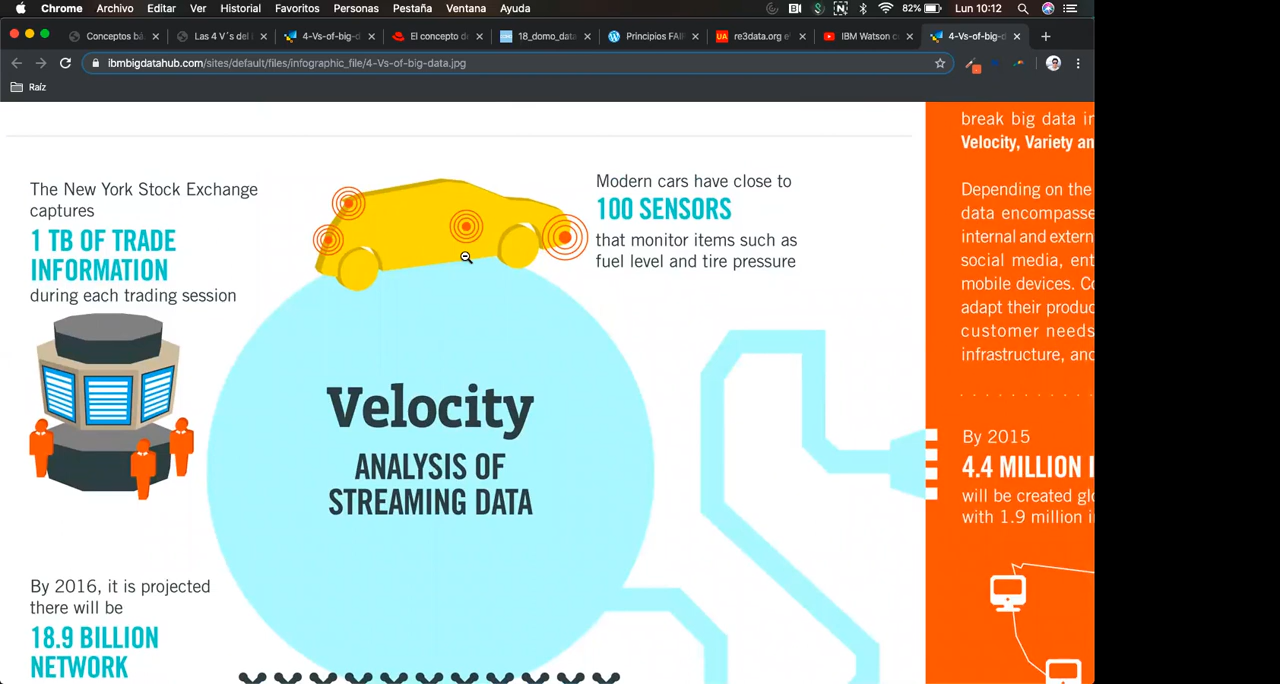 Chrome Archivo Editar Ver Historial Favoritos Personas Pestaña Ventana Ayuda 82% Lun 10:12
Conceptos bá Las 4 V´s del 4-Vs-of-big-d El concepto d 18_domo_data Principios FAI re3data.org e IBM Watson c 4-Vs-of-big-d
ibmbigdatahub.com/sites/default/files/infographic_file/4-Vs-of-big-data.jpg
Raíz
The New York Stock Exchange
captures
1 TB OF TRADE
INFORMATION
during each trading session
Modern cars have close to
100 SENSORS
that monitor items such as
fuel level and tire pressure
Velocity
ANALYSIS OF
STREAMING DATA
By 2016, it is projected
there will be
18.9 BILLION
NETWORK
break big data in
Velocity, Variety an
Depending on the
data encompasse
internal and extern
social media, ent
mobile devices. Co
adapt their produc
customer needs
infrastructure, and
By 2015
4.4 MILLION I
will be created glo
with 1.9 million i